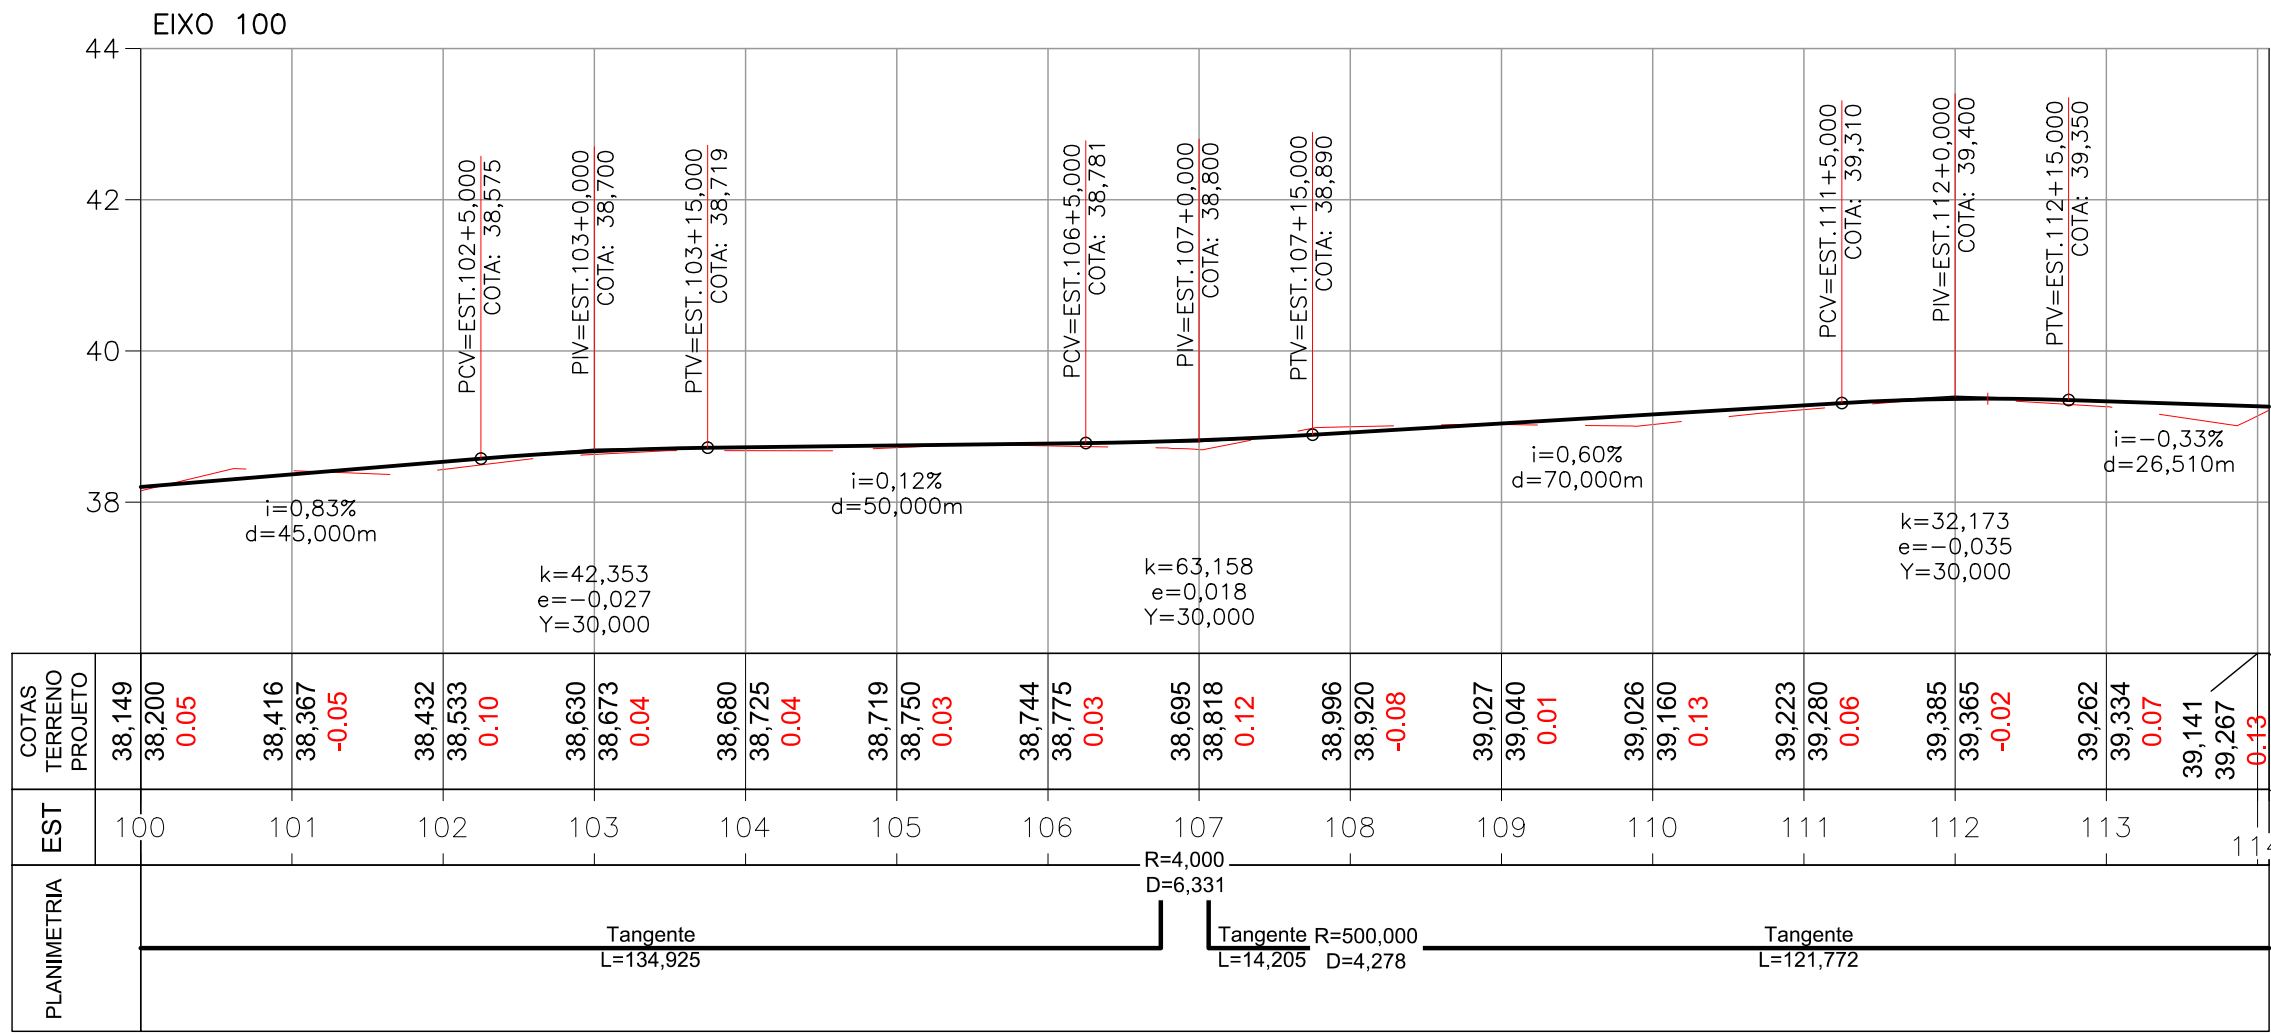 EIXO 100
44
42
40
38
PCV=EST.102+5,000
COTA: 38,575
PIV=EST.103+0,000
COTA: 38,700
PTV=EST.103+15,000
COTA: 38,719
PCV=EST.106+5,000
COTA: 38,781
PIV=EST.107+0,000
COTA: 38,800
PTV=EST.107+15,000
COTA: 38,890
PCV=EST.111+5,000
COTA: 39,310
PIV=EST.112+0,000
COTA: 39,400
PTV=EST.112+15,000
COTA: 39,350
i=0,83%
d=45,000m
i=0,12%
d=50,000m
i=0,60%
d=70,000m
i=−0,33%
d=26,510m
k=42,353
e=−0,027
Y=30,000
k=63,158
e=0,018
Y=30,000
k=32,173
e=−0,035
Y=30,000
COTAS
TERRENO
PROJETO
38,149
38,200
0.05
38,416
38,367
-0.05
38,432
38,533
0.10
38,630
38,673
0.04
38,680
38,725
0.04
38,719
38,750
0.03
38,744
38,775
0.03
38,695
38,818
0.12
38,996
38,920
-0.08
39,027
39,040
0.01
39,026
39,160
0.13
39,223
39,280
0.06
39,385
39,365
-0.02
39,262
39,334
0.07
39,141
39,267
0.13
EST
100 101 102 103 104 105 106 107 108 109 110 111 112 113 114
PLANIMETRIA
Tangente
L=134,925
R=4,000
D=6,331
Tangente
L=14,205
R=500,000
D=4,278
Tangente
L=121,772